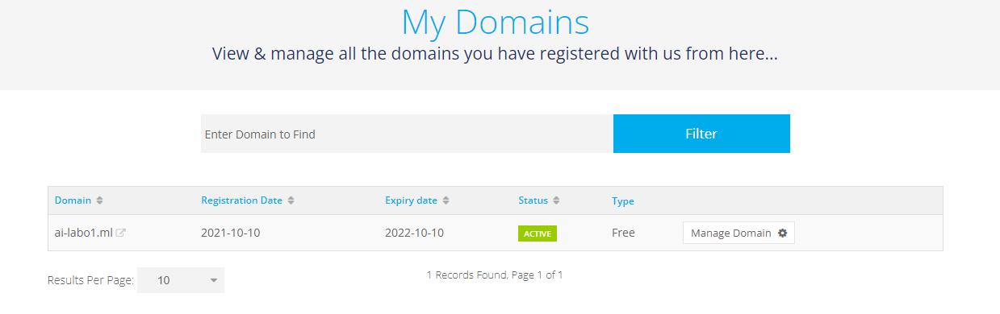 My Domains
View & manage all the domains you have registered with us from here...
Enter Domain to Find
Filter
Domain Registration Date Expiry date Status Type
ai-labo1.ml 2021-10-10 2022-10-10 ACTIVE Free Manage Domain
Results Per Page: 10 1 Records Found, Page 1 of 1